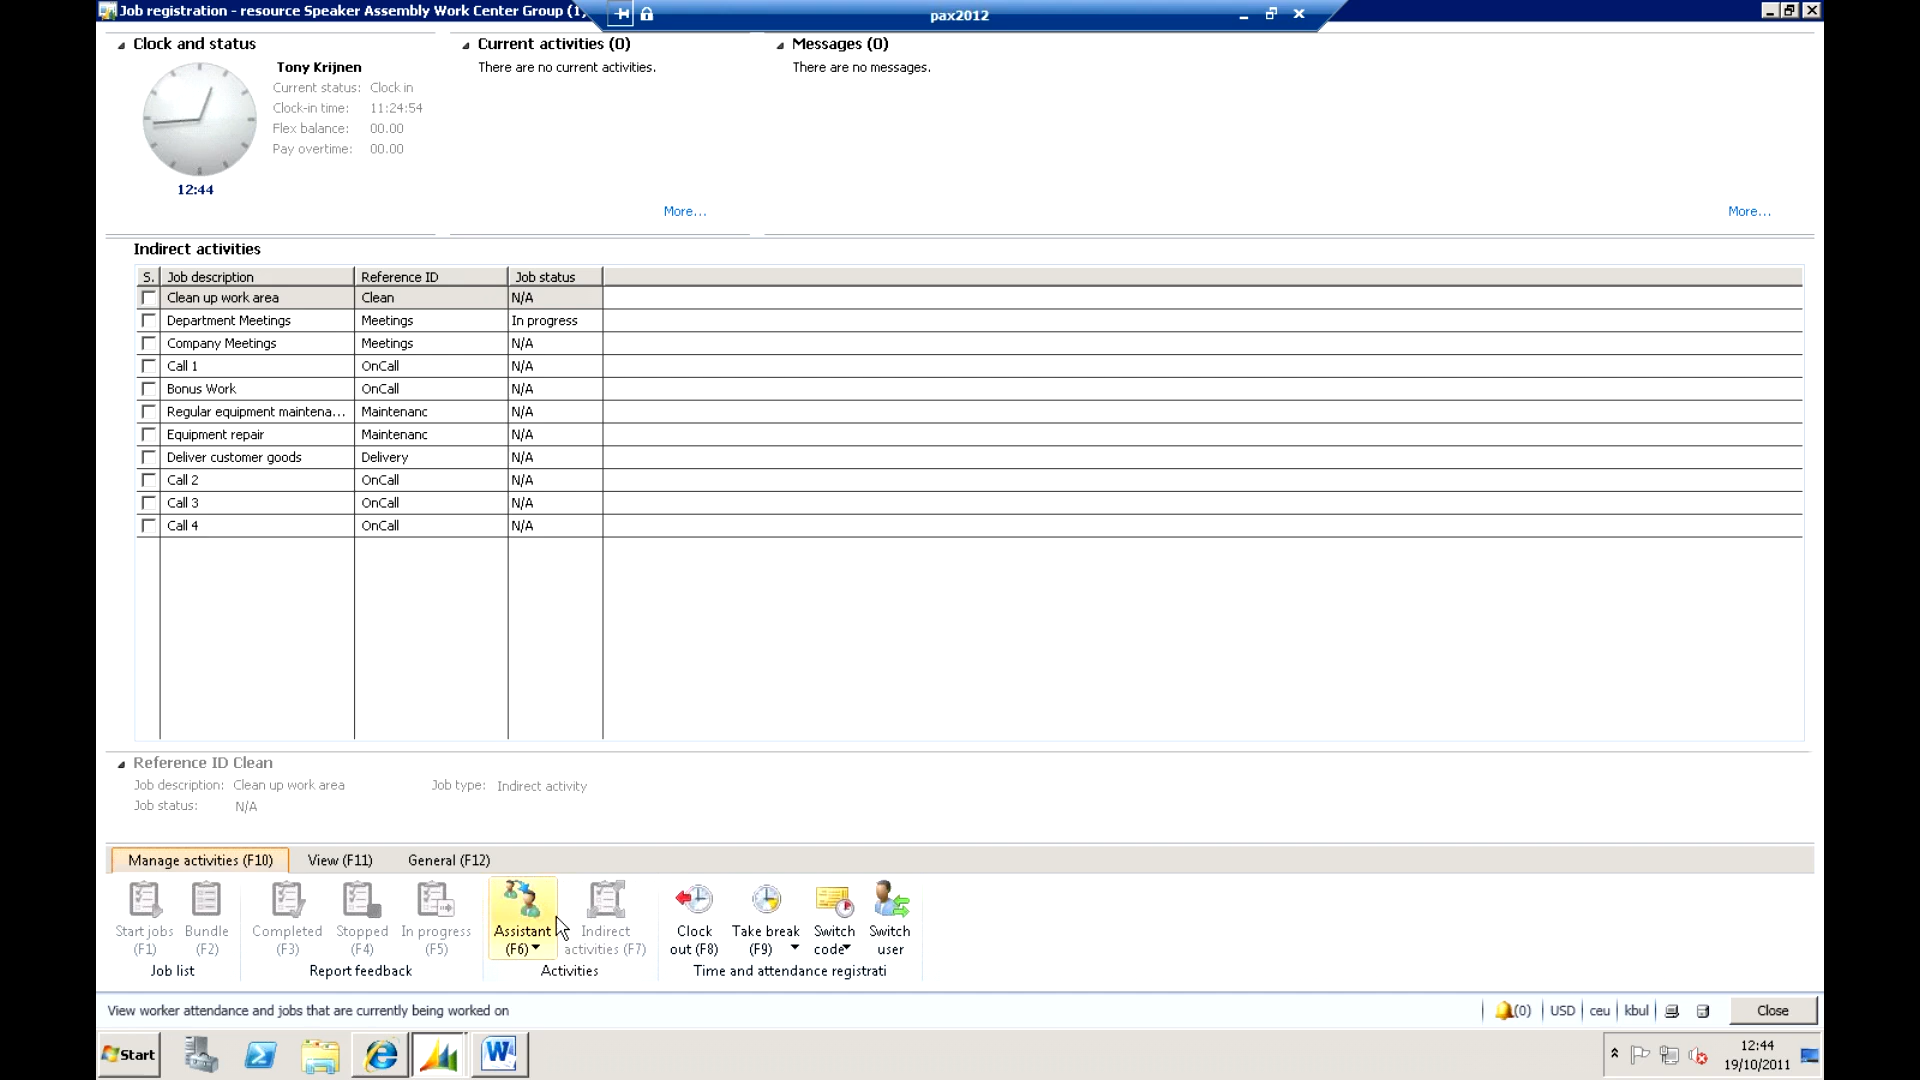 Job registration - resource Speaker Assembly Work Center Group (1)
pax2012
Clock and status
Tony Krijnen
Current status: Clock in
Clock-in time: 11:24:54
Flex balance: 00.00
Pay overtime: 00.00
12:44
Current activities (0)
There are no current activities.
More...
Messages (0)
There are no messages.
More...
Indirect activities
S. Job description Reference ID Job status
Clean up work area Clean N/A
Department Meetings Meetings In progress
Company Meetings Meetings N/A
Call 1 OnCall N/A
Bonus Work OnCall N/A
Regular equipment maintena... Maintenanc N/A
Equipment repair Maintenanc N/A
Deliver customer goods Delivery N/A
Call 2 OnCall N/A
Call 3 OnCall N/A
Call 4 OnCall N/A
Reference ID Clean
Job description: Clean up work area Job type: Indirect activity
Job status: N/A
Manage activities (F10) View (F11) General (F12)
Start jobs (F1)
Bundle (F2)
Job list
Completed (F3)
Stopped (F4)
In progress (F5)
Report feedback
Assistant (F6)
Indirect activities (F7)
Activities
Clock out (F8)
Take break (F9)
Switch code
Switch user
Time and attendance registrati
View worker attendance and jobs that are currently being worked on
(0) USD ceu kbul Close
Start
12:44
19/10/2011